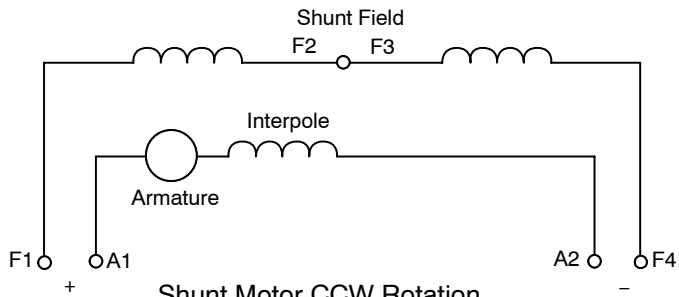 Shunt Field
F2 F3
Interpole
Armature
F1 A1 A2 F4
+ –
Shunt Motor CCW Rotation